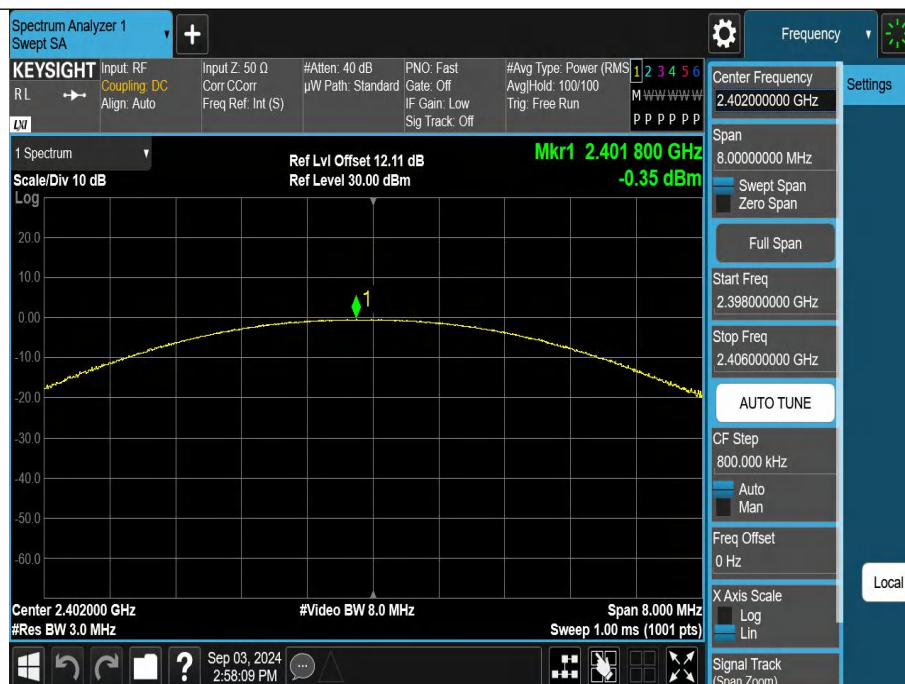 Spectrum Analyzer 1
Swept SA
+
Frequency
KEYSIGHT
RL
LXI
Input: RF
Coupling: DC
Align: Auto
Input Z: 50 Ω
Corr CCorr
Freq Ref: Int (S)
#Atten: 40 dB
µW Path: Standard
PNO: Fast
Gate: Off
IF Gain: Low
Sig Track: Off
#Avg Type: Power (RMS
Avg|Hold: 100/100
Trig: Free Run
1 2 3 4 5 6
M W W W W W
P P P P P P
1 Spectrum
Scale/Div 10 dB
Log
Ref Lvl Offset 12.11 dB
Ref Level 30.00 dBm
Mkr1 2.401 800 GHz
-0.35 dBm
20.0
10.0
0.00
-10.0
-20.0
-30.0
-40.0
-50.0
-60.0
1
Center 2.402000 GHz
#Res BW 3.0 MHz
#Video BW 8.0 MHz
Span 8.000 MHz
Sweep 1.00 ms (1001 pts)
Sep 03, 2024
2:58:09 PM
?
Center Frequency
2.402000000 GHz
Settings
Span
8.00000000 MHz
Swept Span
Zero Span
Full Span
Start Freq
2.398000000 GHz
Stop Freq
2.406000000 GHz
AUTO TUNE
CF Step
800.000 kHz
Auto
Man
Freq Offset
0 Hz
Local
X Axis Scale
Log
Lin
Signal Track
(Span Zoom)